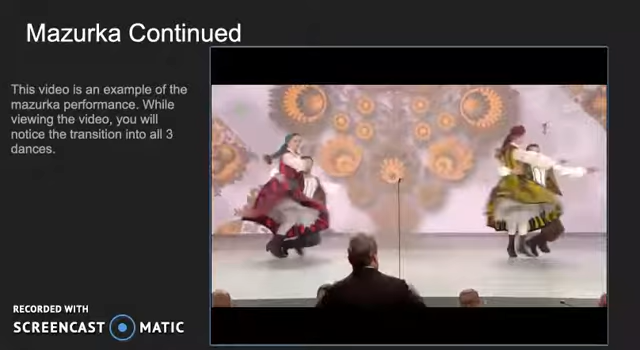 Mazurka Continued
This video is an example of the
mazurka performance. While
viewing the video, you will
notice the transition into all 3
dances.
RECORDED WITH
SCREENCAST MATIC